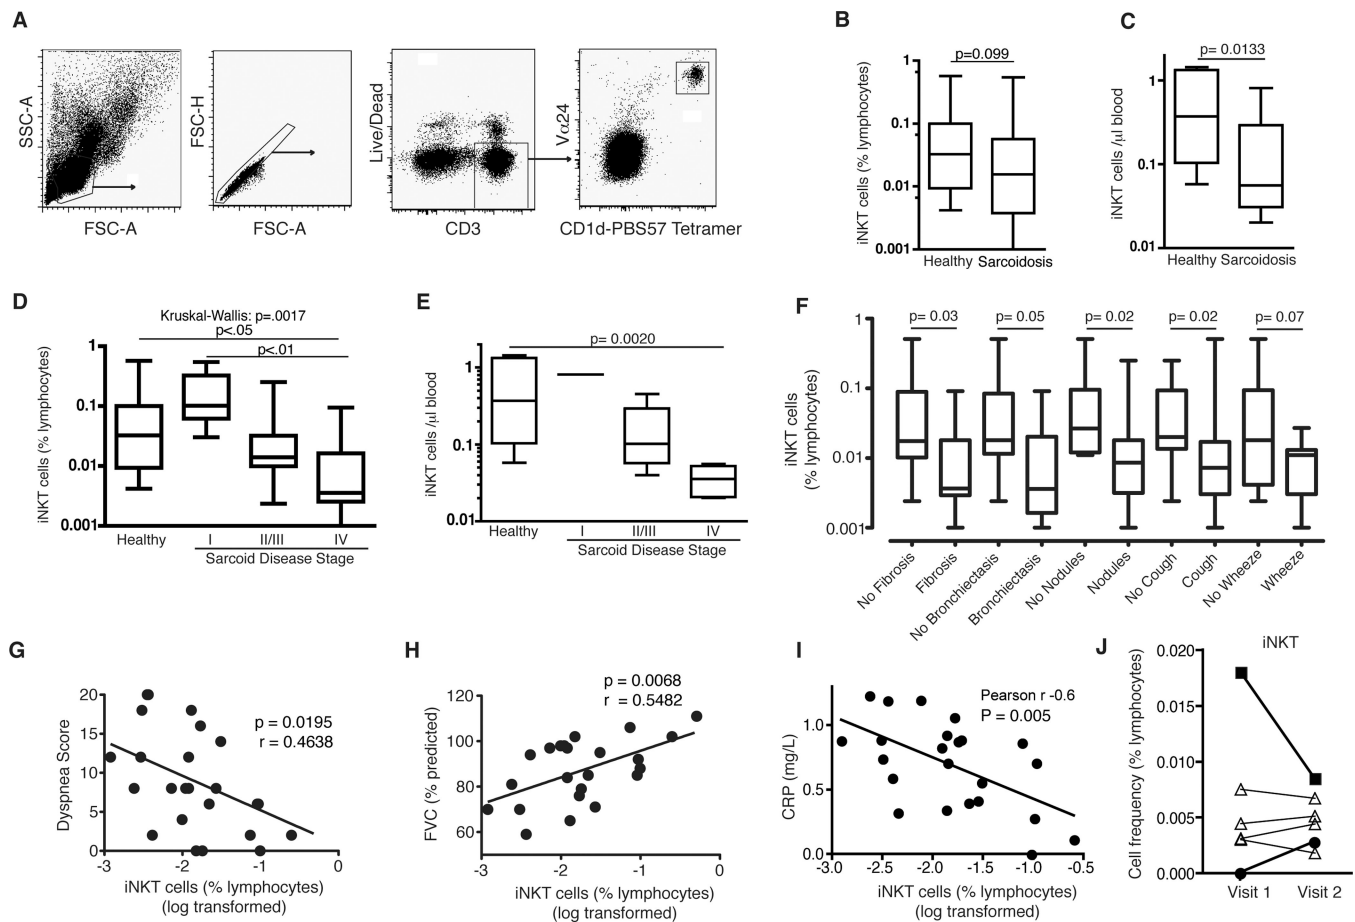 A
SSC-A
FSC-A
FSC-H
FSC-A
Live/Dead
CD3
Vα24
CD1d-PBS57 Tetramer
B
p=0.099
iNKT cells (% lymphocytes)
1
0.1
0.01
0.001
Healthy Sarcoidosis
C
p= 0.0133
iNKT cells /μl blood
1
0.1
0.01
Healthy Sarcoidosis
D
Kruskal-Wallis: p=.0017
p<.05
p<.01
iNKT cells (% lymphocytes)
1
0.1
0.01
0.001
Healthy I II/III IV
Sarcoid Disease Stage
E
p= 0.0020
iNKT cells /μl blood
1
0.1
0.01
Healthy I II/III IV
Sarcoid Disease Stage
F
p= 0.03 p= 0.05 p= 0.02 p= 0.02 p= 0.07
iNKT cells
(% lymphocytes)
1
0.1
0.01
0.001
No Fibrosis
Fibrosis
No Bronchiectasis
Bronchiectasis
No Nodules
Nodules
No Cough
Cough
No Wheeze
Wheeze
G
Dyspnea Score
20
15
10
5
0
p = 0.0195
r = 0.4638
-3 -2 -1 0
iNKT cells (% lymphocytes)
(log transformed)
H
FVC (% predicted)
120
100
80
60
p = 0.0068
r = 0.5482
-3 -2 -1 0
iNKT cells (% lymphocytes)
(log transformed)
I
CRP (mg/L)
1.0
0.5
0.0
Pearson r -0.6
P = 0.005
-3.0 -2.5 -2.0 -1.5 -1.0 -0.5
iNKT cells (% lymphocytes)
(log transformed)
J
iNKT
Cell frequency (% lymphocytes)
0.020
0.015
0.010
0.005
0.000
Visit 1 Visit 2